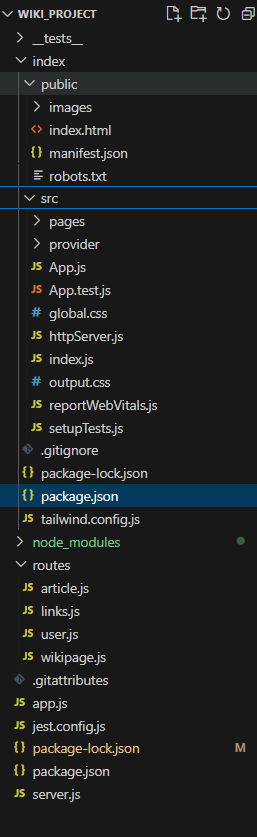 WIKI_PROJECT
__tests__
index
public
images
<> index.html
{} manifest.json
robots.txt
src
pages
provider
JS App.js
JS App.test.js
# global.css
JS httpServer.js
JS index.js
# output.css
JS reportWebVitals.js
JS setupTests.js
.gitignore
{} package-lock.json
{} package.json
JS tailwind.config.js
node_modules
routes
JS article.js
JS links.js
JS user.js
JS wikipage.js
.gitattributes
JS app.js
JS jest.config.js
{} package-lock.json M
{} package.json
JS server.js